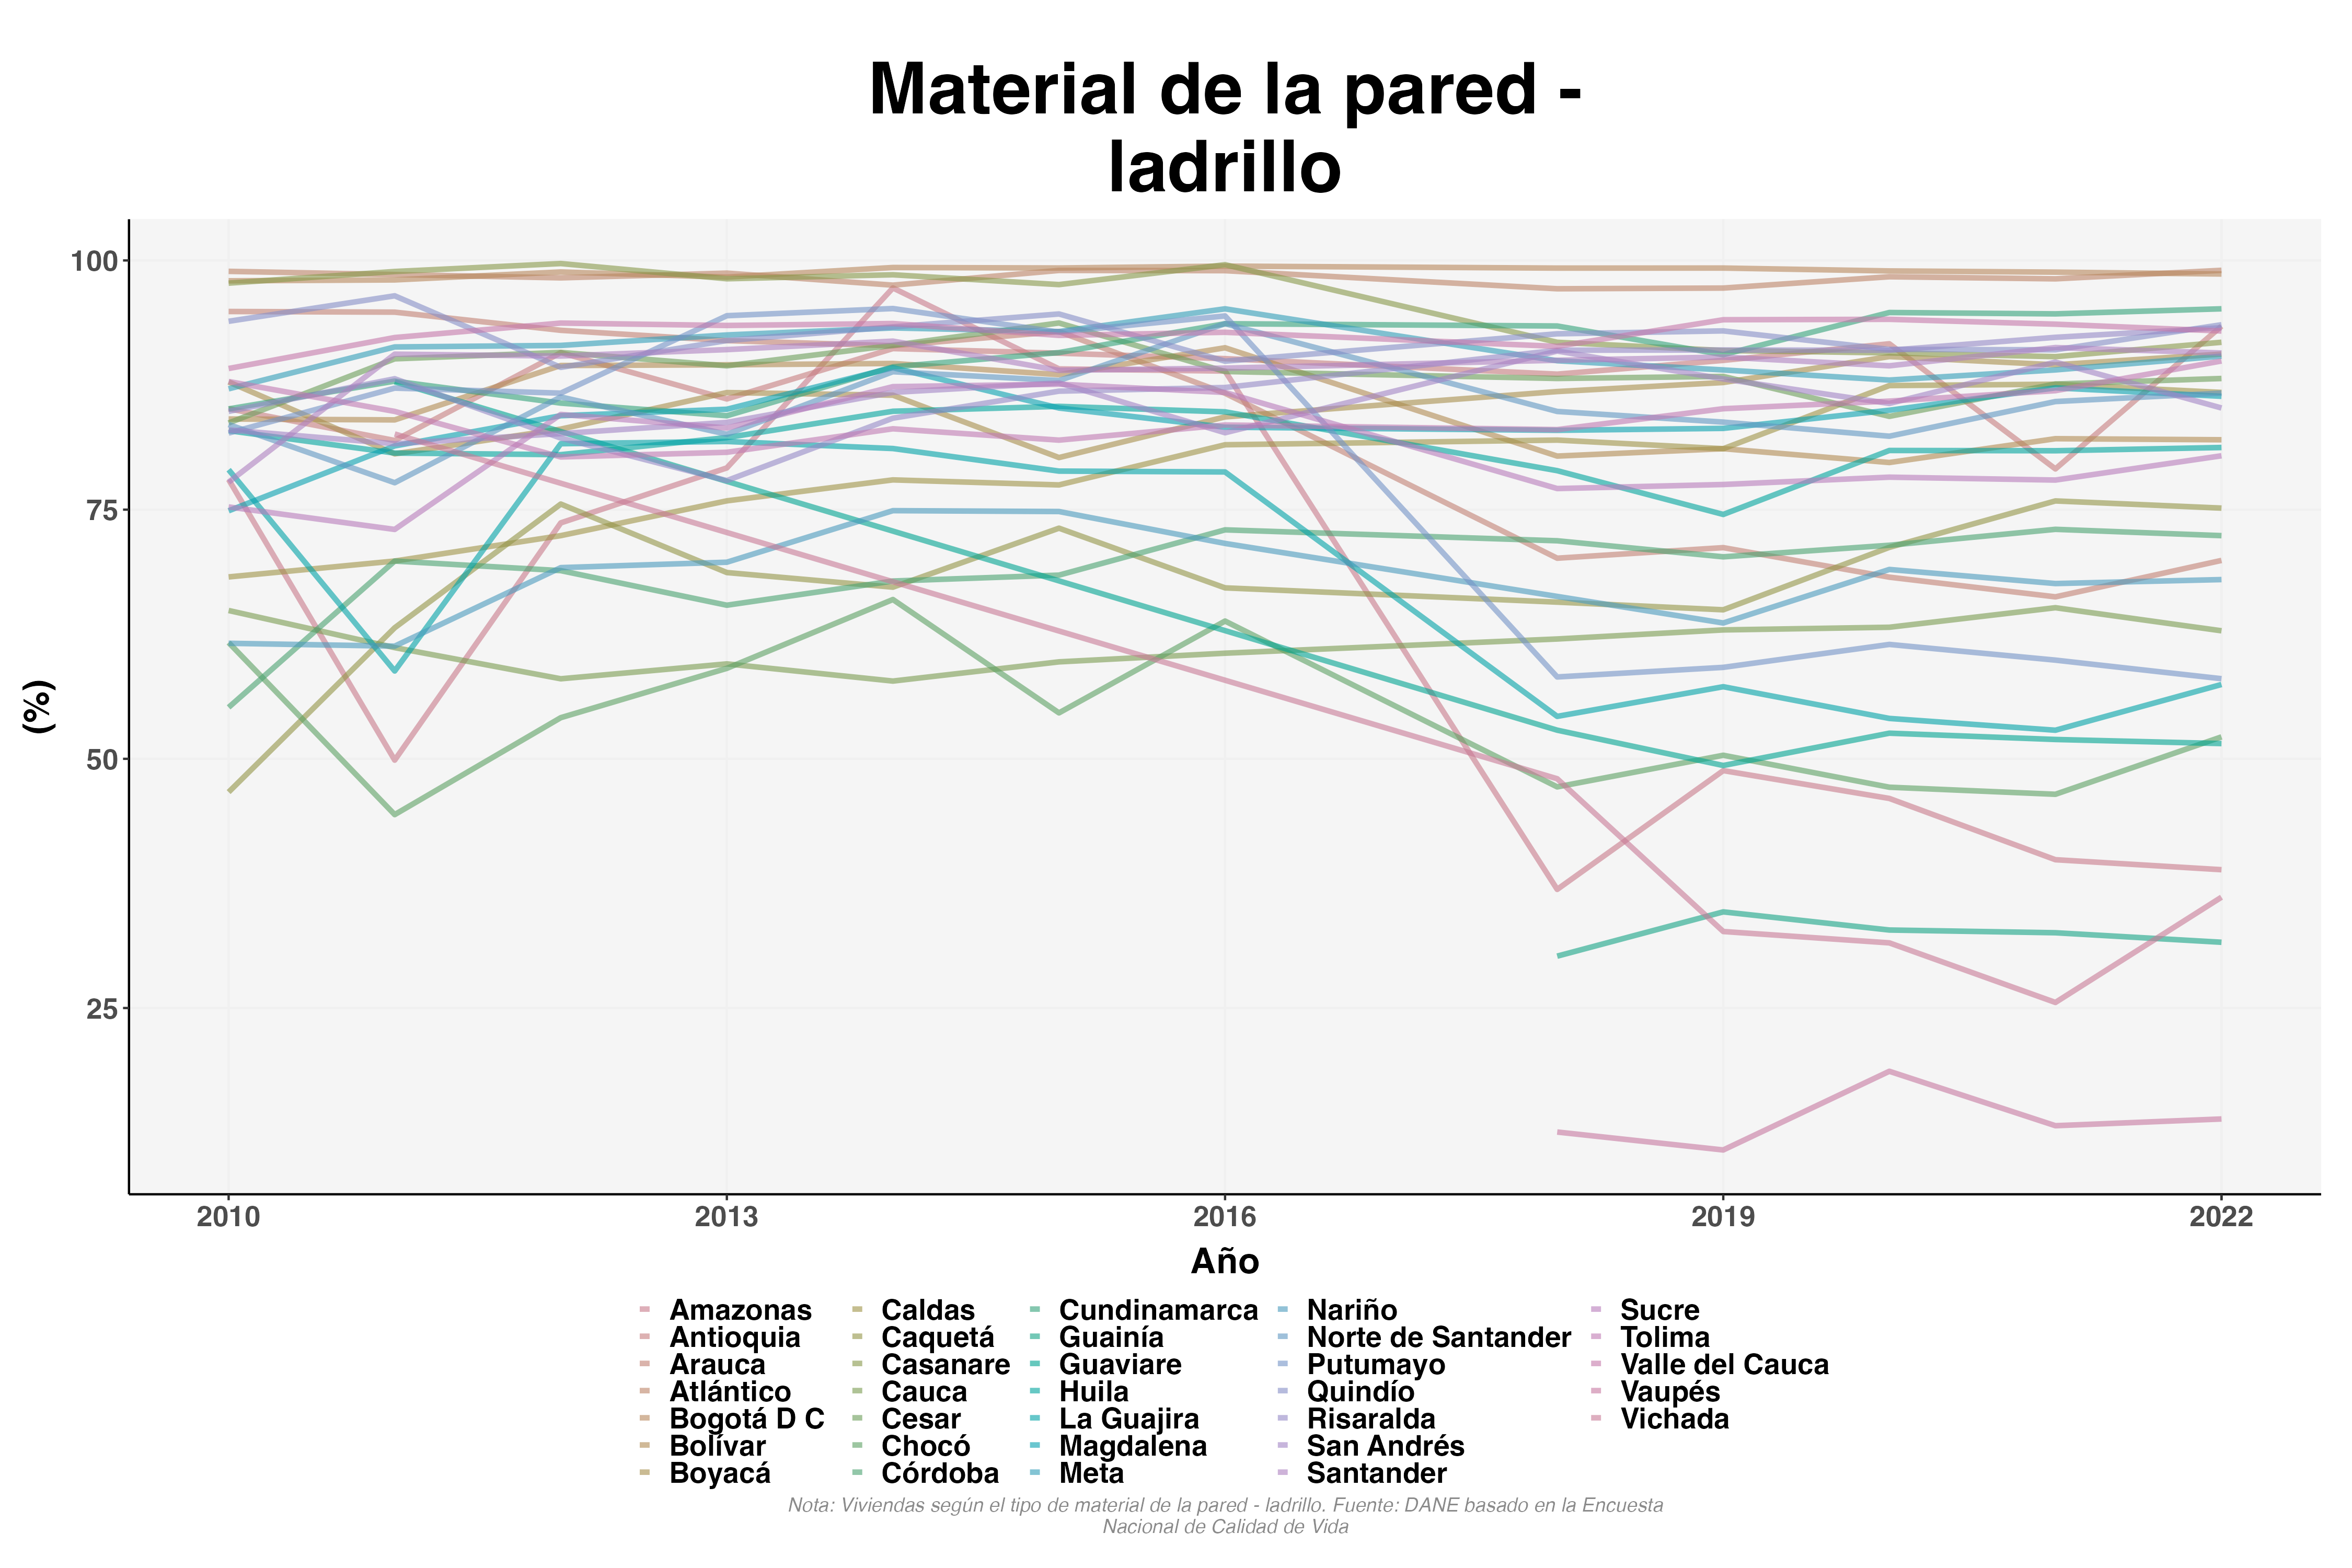 Material de la pared -
ladrillo
100
75
50
25
(%)
2010 2013 2016 2019 2022
Año
Amazonas Caldas Cundinamarca Nariño Sucre
Antioquia Caquetá Guainía Norte de Santander Tolima
Arauca Casanare Guaviare Putumayo Valle del Cauca
Atlántico Cauca Huila Quindío Vaupés
Bogotá D C Cesar La Guajira Risaralda Vichada
Bolívar Chocó Magdalena San Andrés
Boyacá Córdoba Meta Santander
Nota: Viviendas según el tipo de material de la pared - ladrillo. Fuente: DANE basado en la Encuesta
Nacional de Calidad de Vida